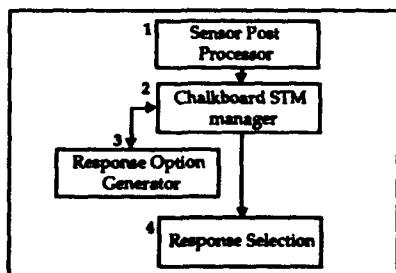 1
Sensor Post
Processor
2
Chalkboard STM
manager
3
Response Option
Generator
4
Response Selection